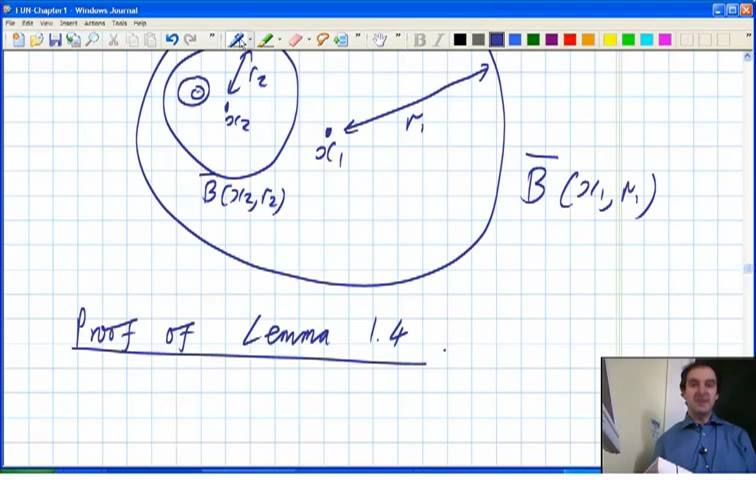 1 FUN-Chapter1 - Windows Journal
File Edit View Insert Actions Tools Help
B I
r2
x2
x1
r1
B̅(x2, r2)
B̅ (x1, r1)
Proof of Lemma 1.4.